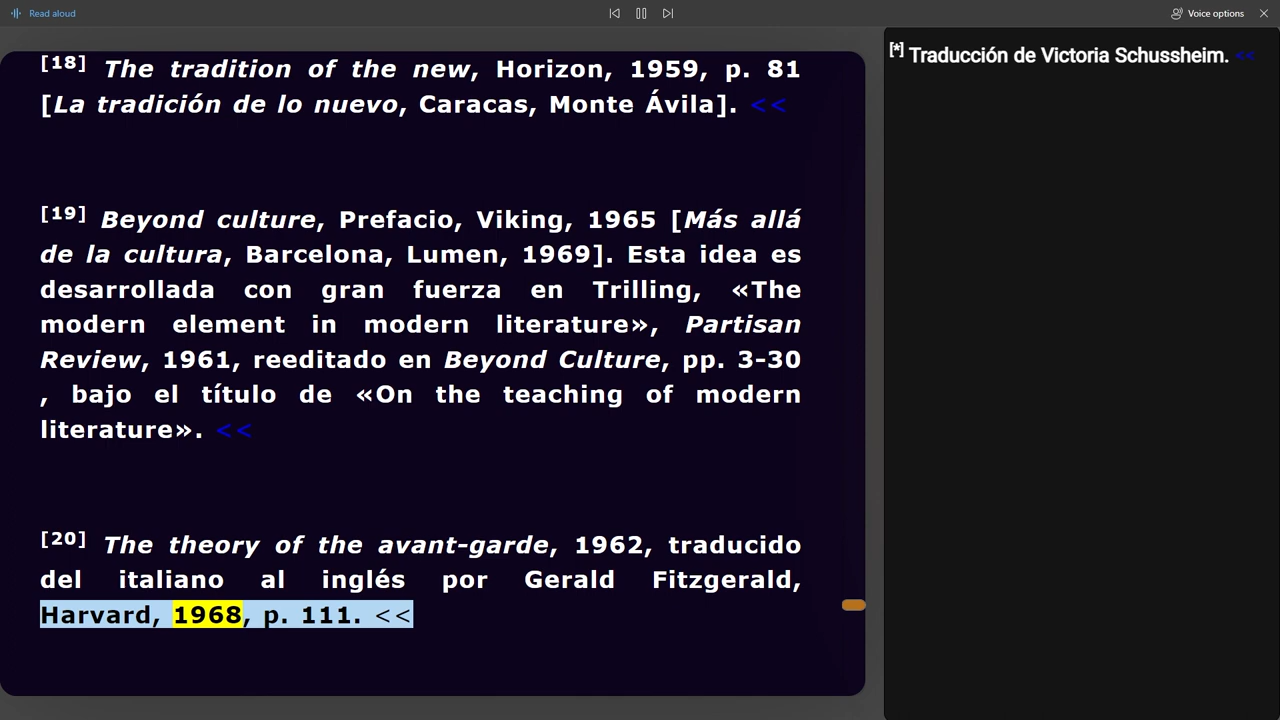 Read aloud
Voice options
[18] The tradition of the new, Horizon, 1959, p. 81
[La tradición de lo nuevo, Caracas, Monte Ávila]. <<
[19] Beyond culture, Prefacio, Viking, 1965 [Más allá
de la cultura, Barcelona, Lumen, 1969]. Esta idea es
desarrollada con gran fuerza en Trilling, «The
modern element in modern literature», Partisan
Review, 1961, reeditado en Beyond Culture, pp. 3-30
, bajo el título de «On the teaching of modern
literature». <<
[20] The theory of the avant-garde, 1962, traducido
del italiano al inglés por Gerald Fitzgerald,
Harvard, 1968, p. 111. <<
[*] Traducción de Victoria Schussheim. <<